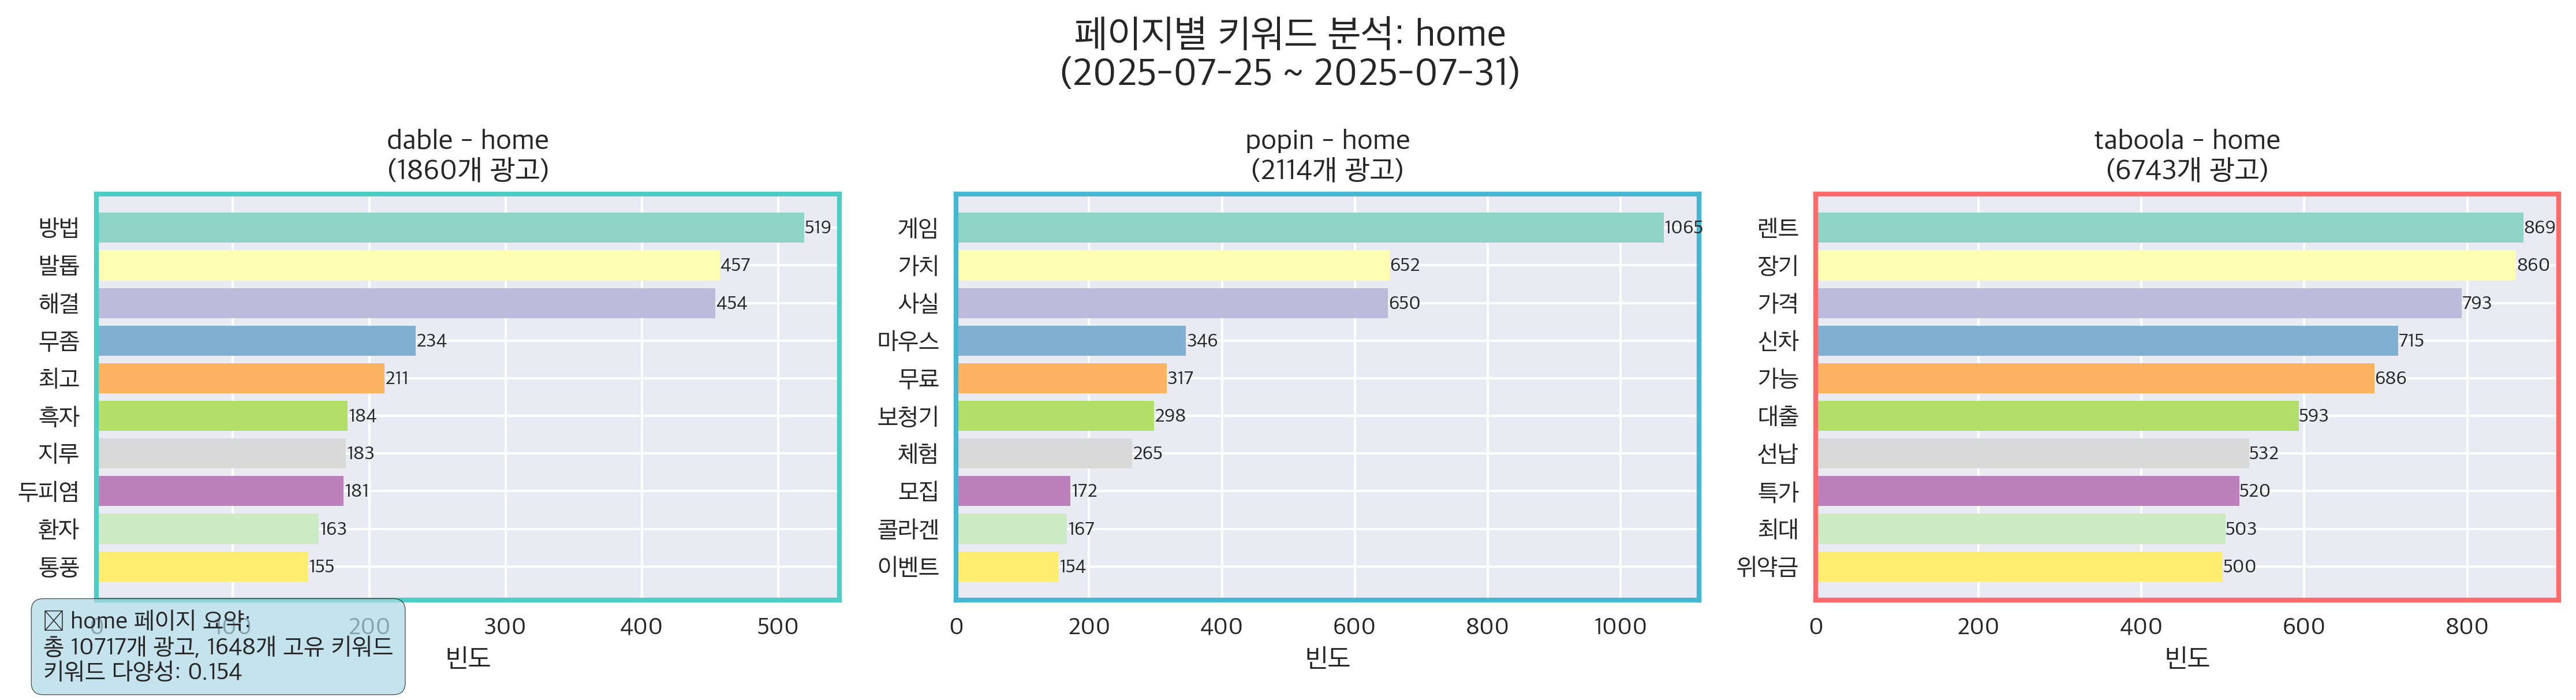 페이지별 키워드 분석: home
(2025-07-25 ~ 2025-07-31)
dable - home
(1860개 광고)
방법 519
발톱 457
해결 454
무좀 234
최고 211
흑자 184
지루 183
두피염 181
환자 163
통풍 155
0 100 200 300 400 500
빈도
popin - home
(2114개 광고)
게임 1065
가치 652
사실 650
마우스 346
무료 317
보청기 298
체험 265
모집 172
콜라겐 167
이벤트 154
0 200 400 600 800 1000
빈도
taboola - home
(6743개 광고)
렌트 869
장기 860
가격 793
신차 715
가능 686
대출 593
선납 532
특가 520
최대 503
위약금 500
0 200 400 600 800
빈도
home 페이지 요약:
총 10717개 광고, 1648개 고유 키워드
키워드 다양성: 0.154